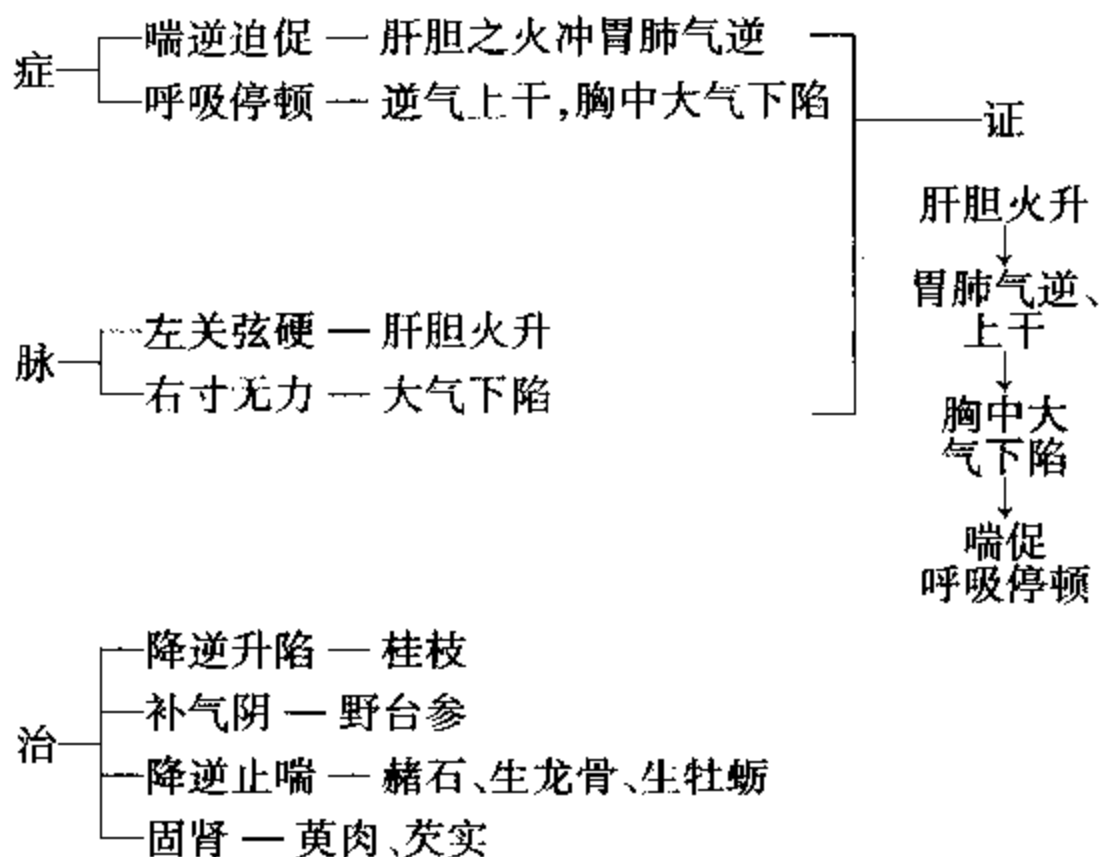 症
喘逆迫促 — 肝胆之火冲胃肺气逆
呼吸停顿 — 逆气上干,胸中大气下陷
脉
左关弦硬 — 肝胆火升
右寸无力 — 大气下陷
证
肝胆火升
胃肺气逆、
上干
胸中大
气下陷
喘促
呼吸停顿
治
降逆升陷 — 桂枝
补气阴 — 野台参
降逆止喘 — 赭石、生龙骨、生牡蛎
固肾 — 萸肉、芡实